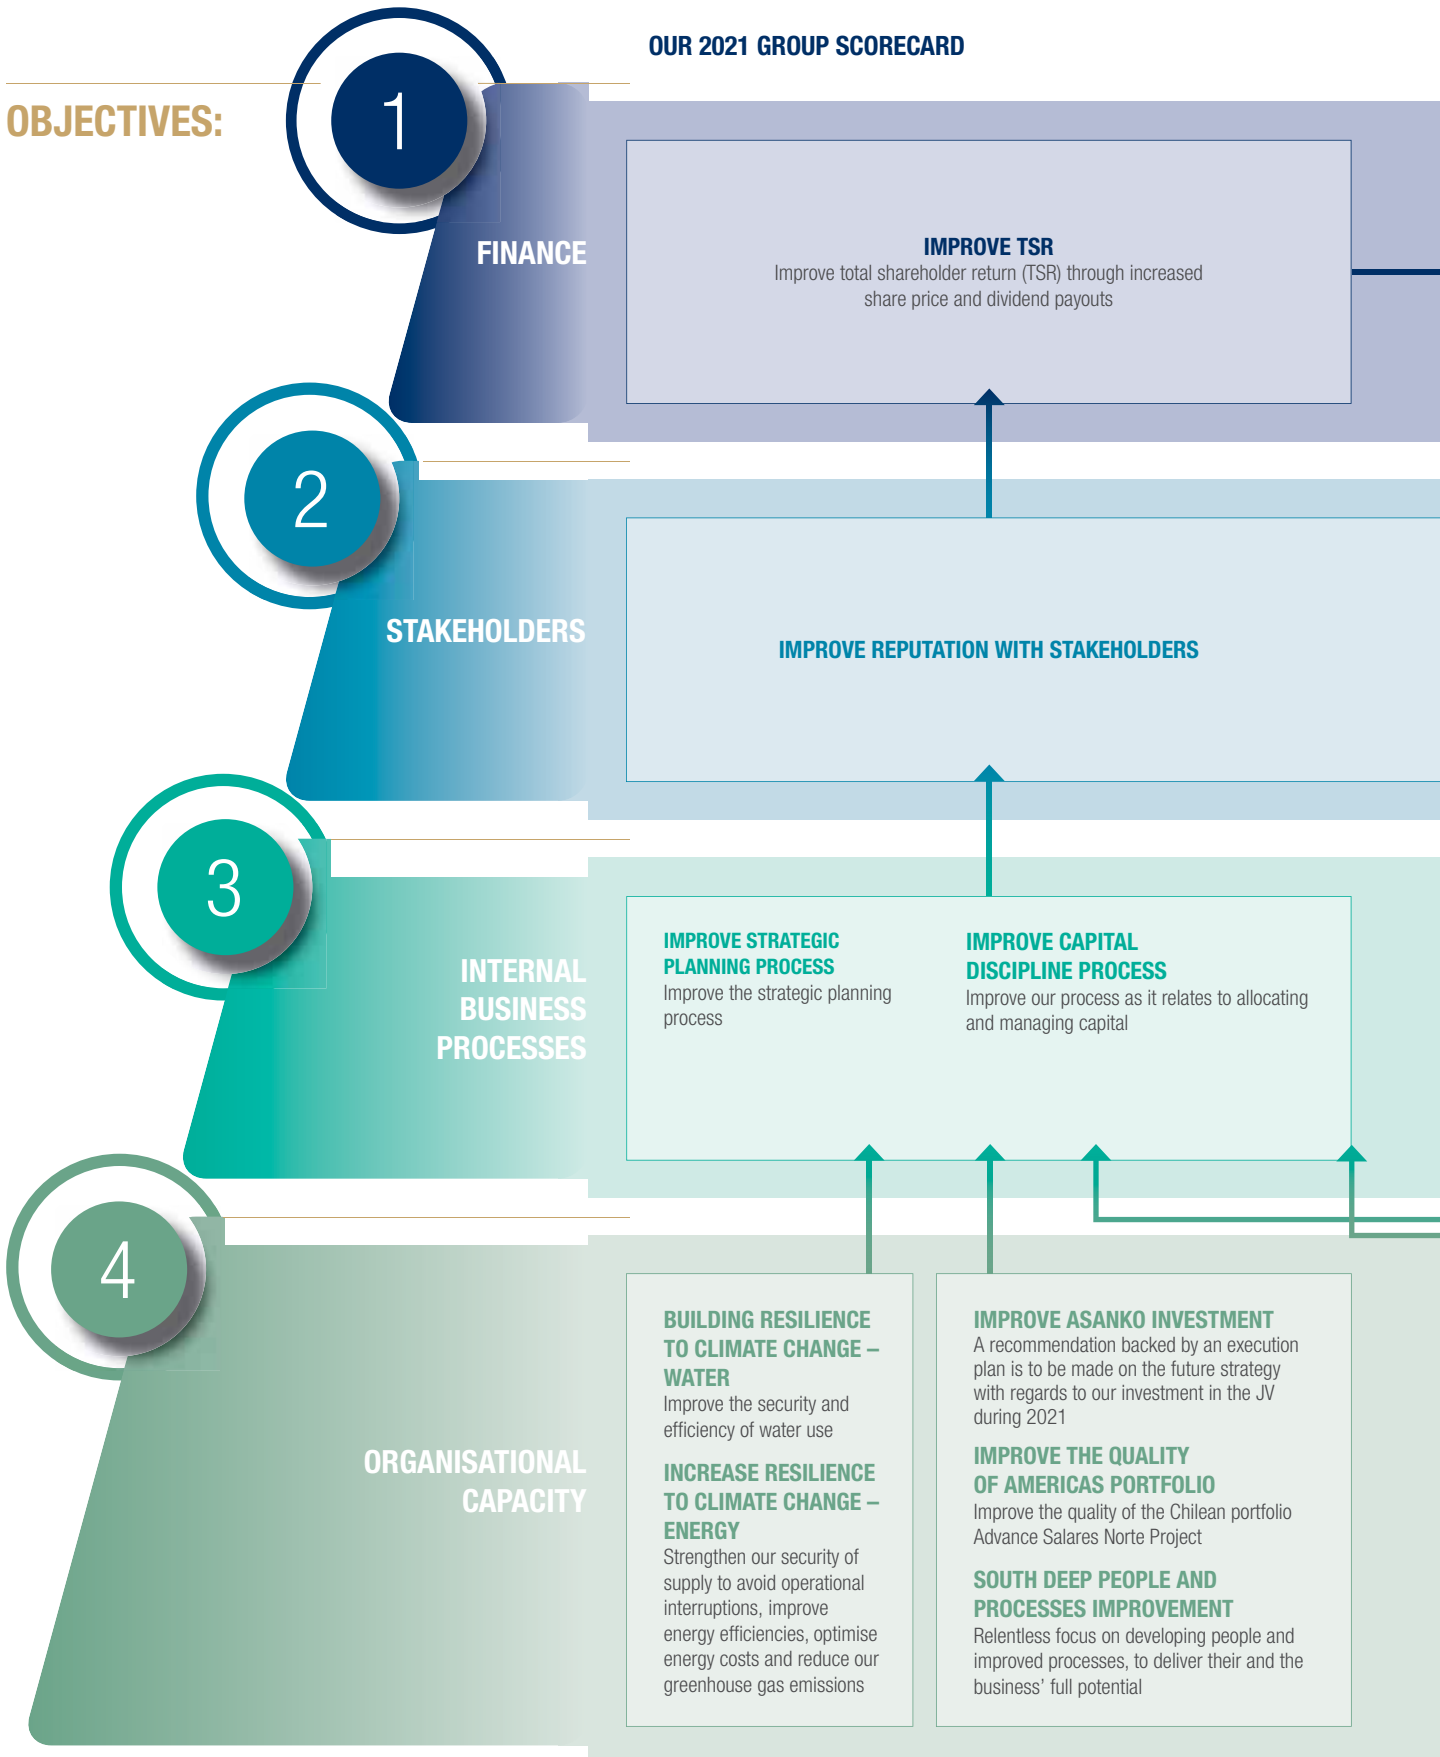 OUR 2021 GROUP SCORECARD
OBJECTIVES:
1
FINANCE
IMPROVE TSR
Improve total shareholder return (TSR) through increased
share price and dividend payouts
2
STAKEHOLDERS
IMPROVE REPUTATION WITH STAKEHOLDERS
3
INTERNAL
BUSINESS
PROCESSES
IMPROVE STRATEGIC
PLANNING PROCESS
Improve the strategic planning
process
IMPROVE CAPITAL
DISCIPLINE PROCESS
Improve our process as it relates to allocating
and managing capital
4
ORGANISATIONAL
CAPACITY
BUILDING RESILIENCE
TO CLIMATE CHANGE –
WATER
Improve the security and
efficiency of water use
INCREASE RESILIENCE
TO CLIMATE CHANGE –
ENERGY
Strengthen our security of
supply to avoid operational
interruptions, improve
energy efficiencies, optimise
energy costs and reduce our
greenhouse gas emissions
IMPROVE ASANKO INVESTMENT
A recommendation backed by an execution
plan is to be made on the future strategy
with regards to our investment in the JV
during 2021
IMPROVE THE QUALITY
OF AMERICAS PORTFOLIO
Improve the quality of the Chilean portfolio
Advance Salares Norte Project
SOUTH DEEP PEOPLE AND
PROCESSES IMPROVEMENT
Relentless focus on developing people and
improved processes, to deliver their and the
business' full potential